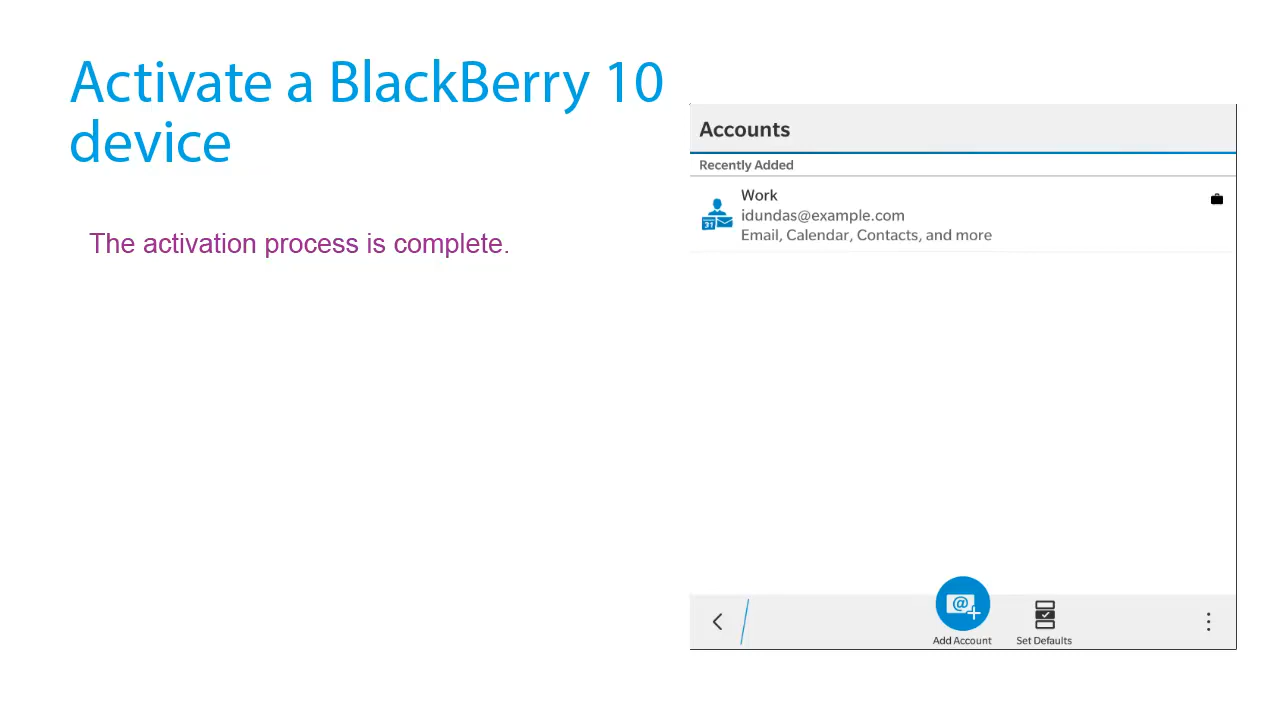 Activate a BlackBerry 10
device
The activation process is complete.
Accounts
Recently Added
Work
idundas@example.com
31
Email, Calendar, Contacts, and more
@
Add Account
Set Defaults